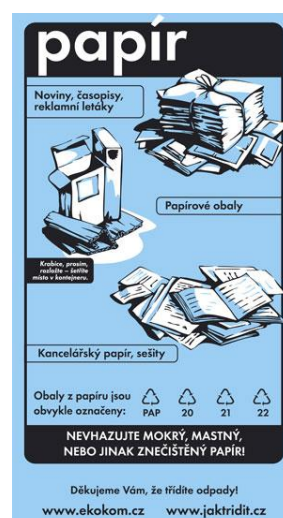 papír
Noviny, časopisy,
reklamní letáky
Papírové obaly
Krabice, prosím,
rozložte – šetříte
místo v kontejneru.
Kancelářský papír, sešity
Obaly z papíru jsou
obvykle označeny:
PAP 20 21 22
NEVHAZUJTE MOKRÝ, MASTNÝ,
NEBO JINAK ZNEČIŠTĚNÝ PAPÍR!
Děkujeme Vám, že třídíte odpady!
www.ekokom.cz www.jaktridit.cz